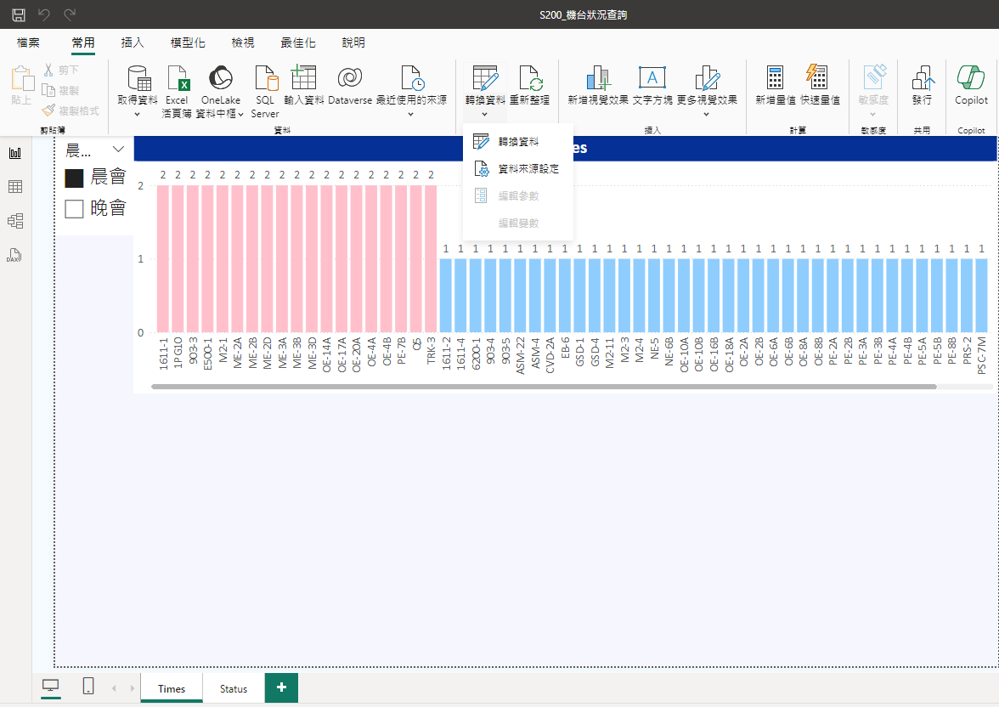 S200_機台狀況查詢
檔案 常用 插入 模型化 檢視 最佳化 說明
貼上
剪下
複製
複製格式
剪貼簿
取得資料
Excel
活頁簿
OneLake
資料中樞
SQL
Server
輸入資料
Dataverse
最近使用的來源
資料
轉換資料
重新整理
新增視覺效果
文字方塊
更多視覺效果
插入
新增量值
快速量值
計算
敏感度
敏感度
發行
共用
Copilot
Copilot
轉換資料
資料來源設定
編輯參數
編輯變數
DAX
晨...
晨會
晚會
es
2 2 2 2 2 2 2 2 2 2 2 2 2 2 2 2 2 2 2
2
1 1 1 1 1 1 1 1 1 1 1 1 1 1 1 1 1 1 1 1 1 1 1 1 1 1 1 1 1 1 1 1 1 1 1 1 1
1
0
1611-1
1PG10
903-3
E500-1
M2-1
ME-2A
ME-2B
ME-2D
ME-3A
ME-3B
ME-3D
OE-14A
OE-17A
OE-20A
OE-4A
OE-4B
PE-7B
Q5
TRK-3
1611-2
1611-4
6200-1
903-4
903-5
ASM-22
ASM-4
CVD-2A
EB-6
GSD-1
GSD-4
M2-11
M2-3
M2-4
NE-5
NE-6B
OE-10A
OE-10B
OE-16B
OE-18A
OE-2A
OE-2B
OE-6A
OE-6B
OE-8A
OE-8B
PE-2A
PE-2B
PE-3A
PE-3B
PE-4A
PE-4B
PE-5A
PE-5B
PE-8B
PRS-2
PSC-7M
Times
Status